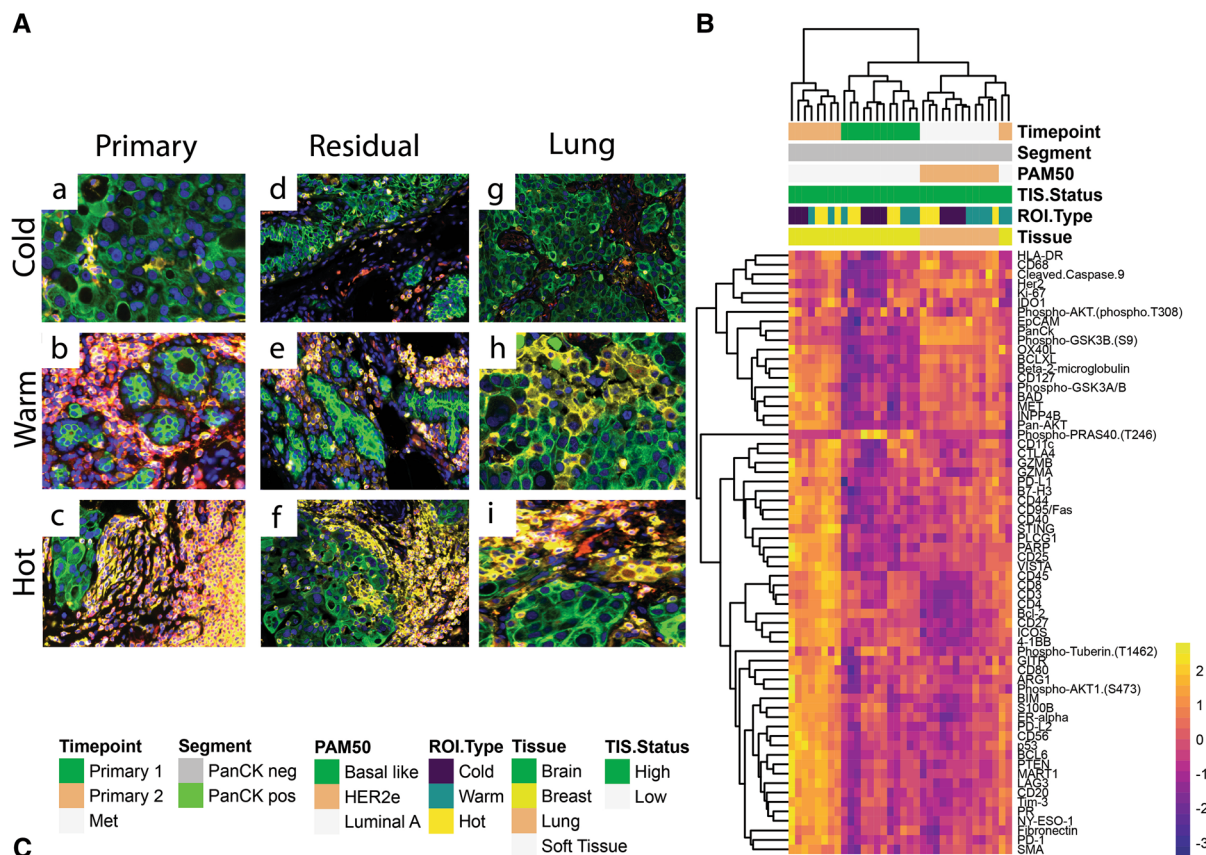 A
B
Primary
Residual
Lung
Cold
Warm
Hot
a
d
g
b
e
h
c
f
i
Timepoint
Segment
PAM50
TIS.Status
ROI.Type
Tissue
HLA-DR
CD68
Cleaved.Caspase.9
Her2
Ki-67
IDO1
Phospho-AKT.(phospho.T308)
EpCAM
PanCk
Phospho-GSK3B.(S9)
OX40L
BCLXL
Beta-2-microglobulin
CD127
Phospho-GSK3A/B
BAD
MET
INPP4B
Pan-AKT
Phospho-PRAS40.(T246)
CD11c
CTLA4
GZMB
GZMA
PD-L1
B7-H3
CD44
CD95/Fas
CD40
STING
PLCG1
PARP
CD25
VISTA
CD45
CD8
CD3
CD4
Bcl-2
CD27
ICOS
4-1BB
Phospho-Tuberin.(T1462)
GITR
CD80
ARG1
Phospho-AKT1.(S473)
BIM
S100B
ER-alpha
PD-L2
CD56
p53
BCL6
PTEN
MART1
LAG3
CD20
Tim-3
PR
NY-ESO-1
Fibronectin
PD-1
SMA
2
1
0
-1
-2
-3
Timepoint
Primary 1
Primary 2
Met
Segment
PanCK neg
PanCK pos
PAM50
Basal like
HER2e
Luminal A
ROI.Type
Cold
Warm
Hot
Tissue
Brain
Breast
Lung
Soft Tissue
TIS.Status
High
Low
C